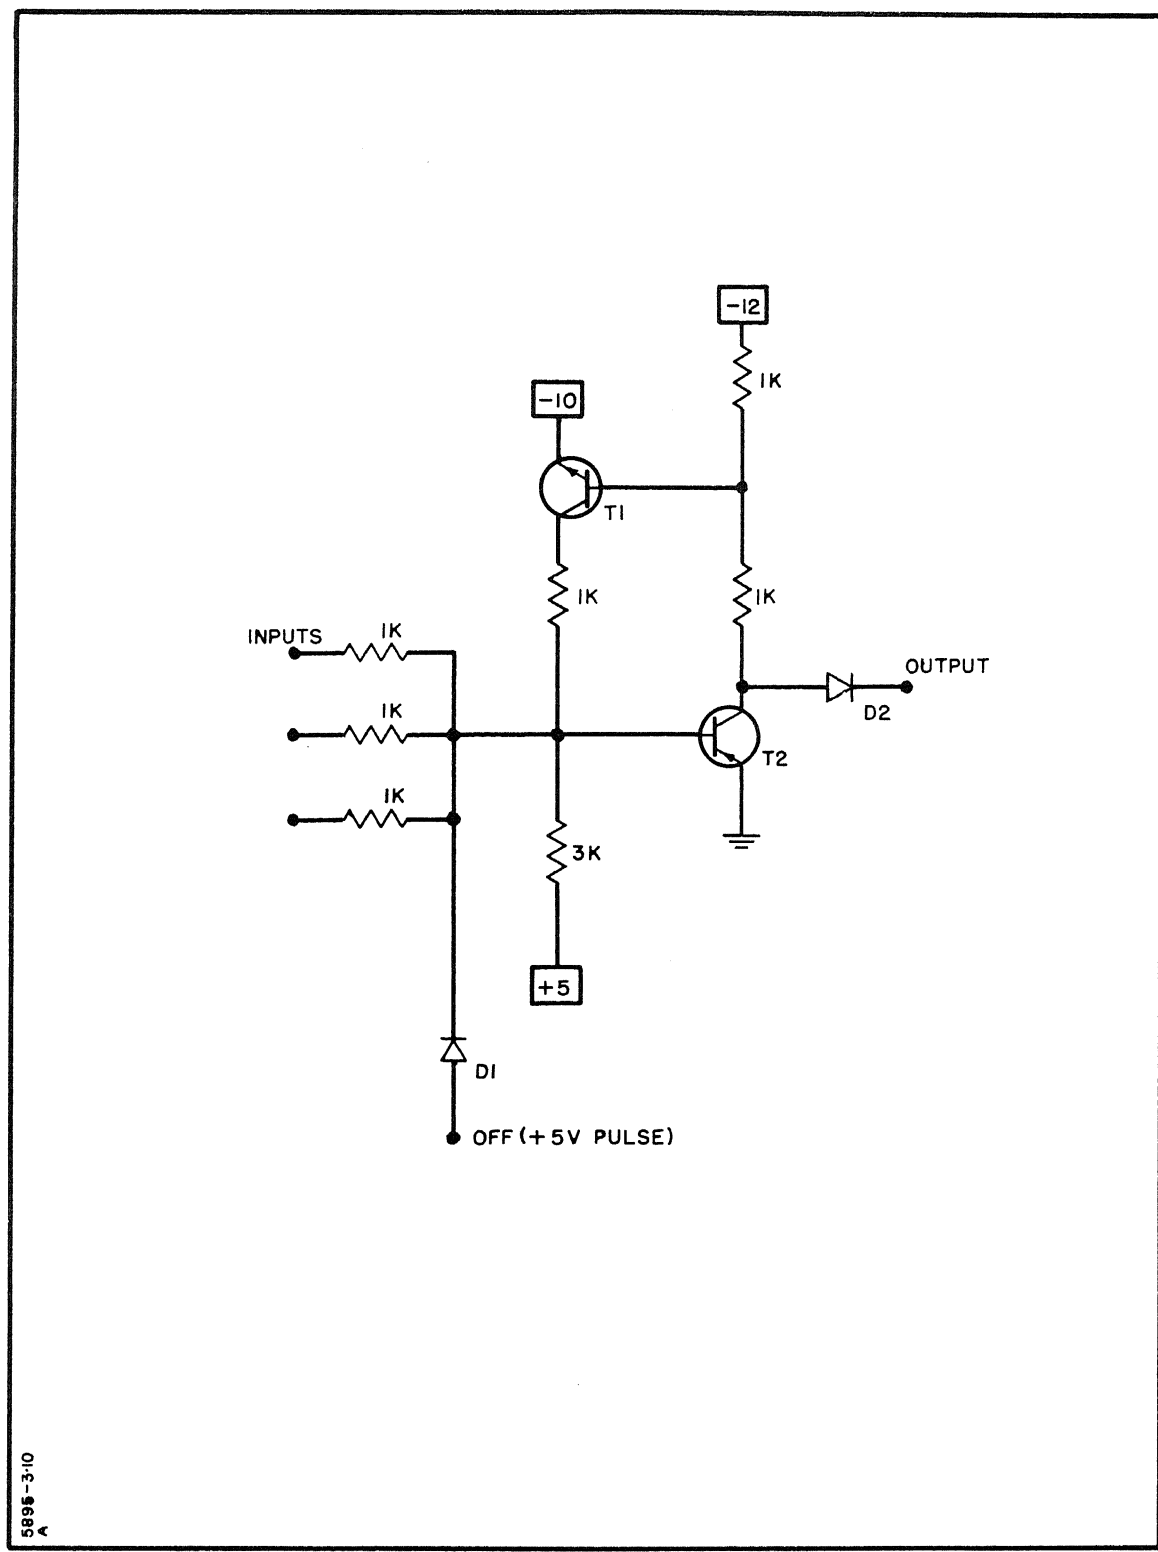 -12
1K
-10
T1
1K
1K
INPUTS
1K
OUTPUT
D2
1K
T2
1K
3K
+5
D1
OFF (+5V PULSE)
5895-3-10
A